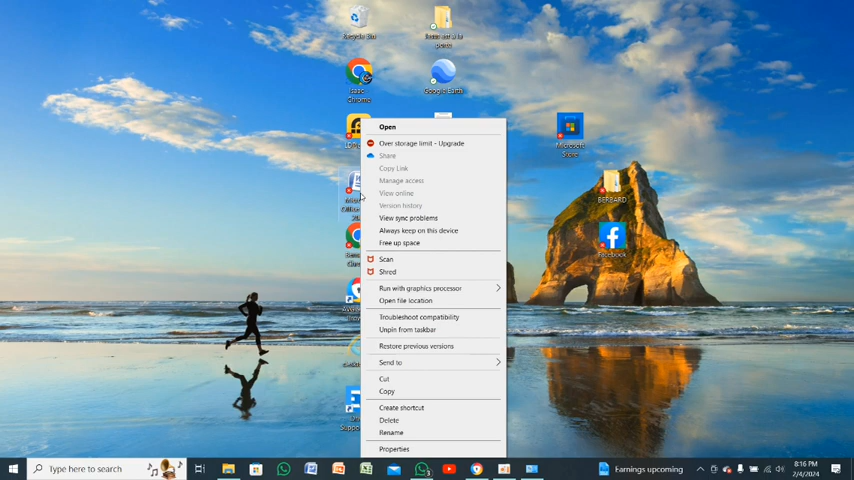 Recycle Bin
Isaac -
Chrome
Google Earth
porte
Microsoft
Store
BERBARD
Facebook
Open
Over storage limit - Upgrade
Share
Copy Link
Manage access
View online
Version history
View sync problems
Always keep on this device
Free up space
Scan
Shred
Run with graphics processor
Open file location
Troubleshoot compatibility
Unpin from taskbar
Restore previous versions
Send to
Cut
Copy
Create shortcut
Delete
Rename
Properties
Type here to search
Earnings upcoming
8:16 PM
2/4/2024